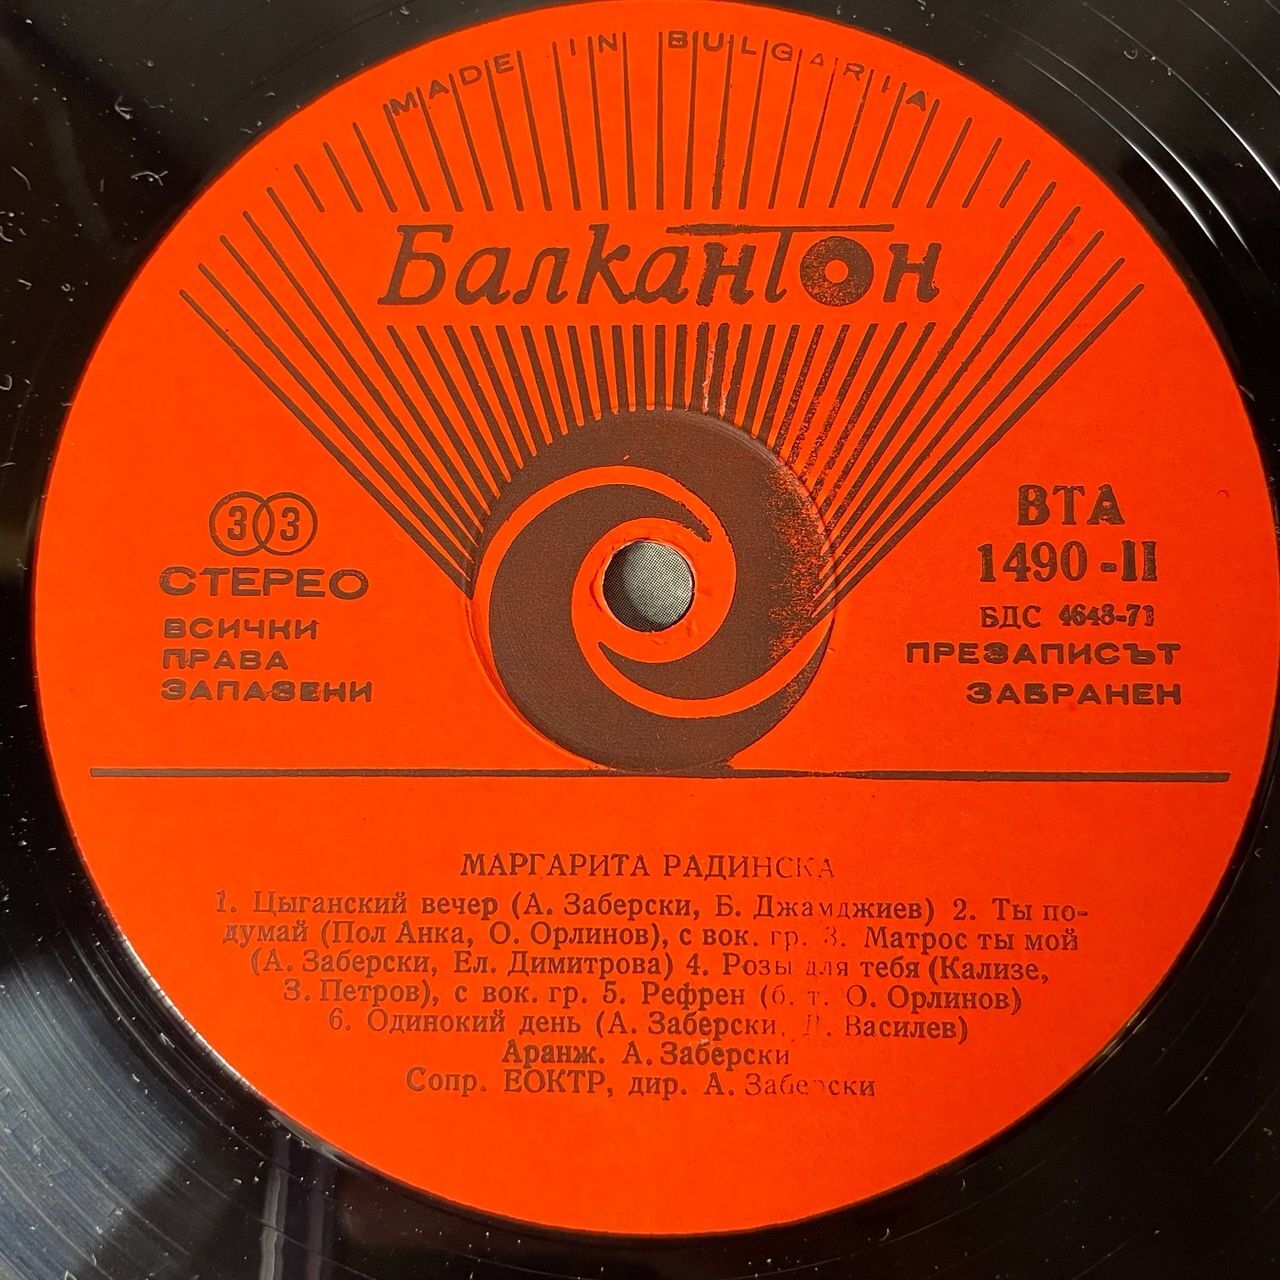 MADE IN BULGARIA
Балкантон
33
СТЕРЕО
ВСИЧКИ
ПРАВА
ЗАПАЗЕНИ
ВТА
1490 -II
БДС 4648-71
ПРЕЗАПИСЪТ
ЗАБРАНЕН
МАРГАРИТА РАДИНСКА
1. Цыганский вечер (А. Заберски, Б. Джамджиев) 2. Ты по-
думай (Пол Анка, О. Орлинов), с вок. гр. 3. Матрос ты мой
(А. Заберски, Ел. Димитрова) 4. Розы для тебя (Кализе,
З. Петров), с вок. гр. 5. Рефрен (б. т. О. Орлинов)
6. Одинокий день (А. Заберски, Василев)
Аранж. А. Заберски
Сопр. ЕОКТР, дир. А. Заберски